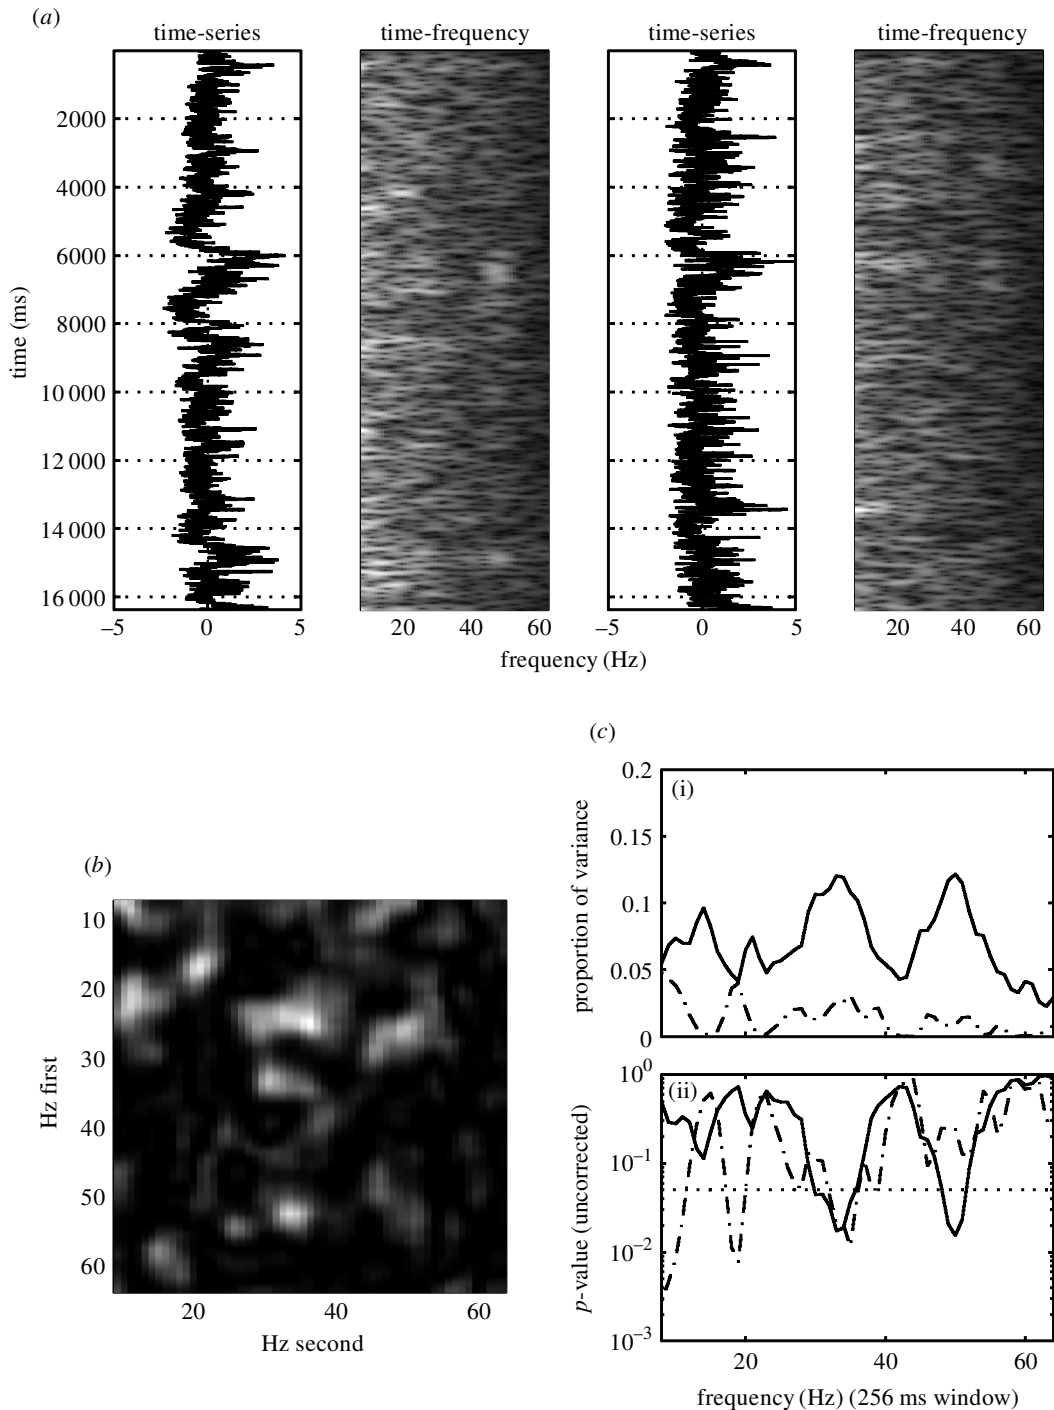 (a)
time-series time-frequency time-series time-frequency
2000
4000
6000
8000
10 000
12 000
14 000
16 000
time (ms)
−5 0 5 20 40 60 −5 0 5 20 40 60
frequency (Hz)
(b)
10
20
30
40
50
60
Hz first
20 40 60
Hz second
(c)
(i)
0.2
0.15
0.1
0.05
0
proportion of variance
(ii)
10^0
10^−1
10^−2
10^−3
p-value (uncorrected)
20 40 60
frequency (Hz) (256 ms window)